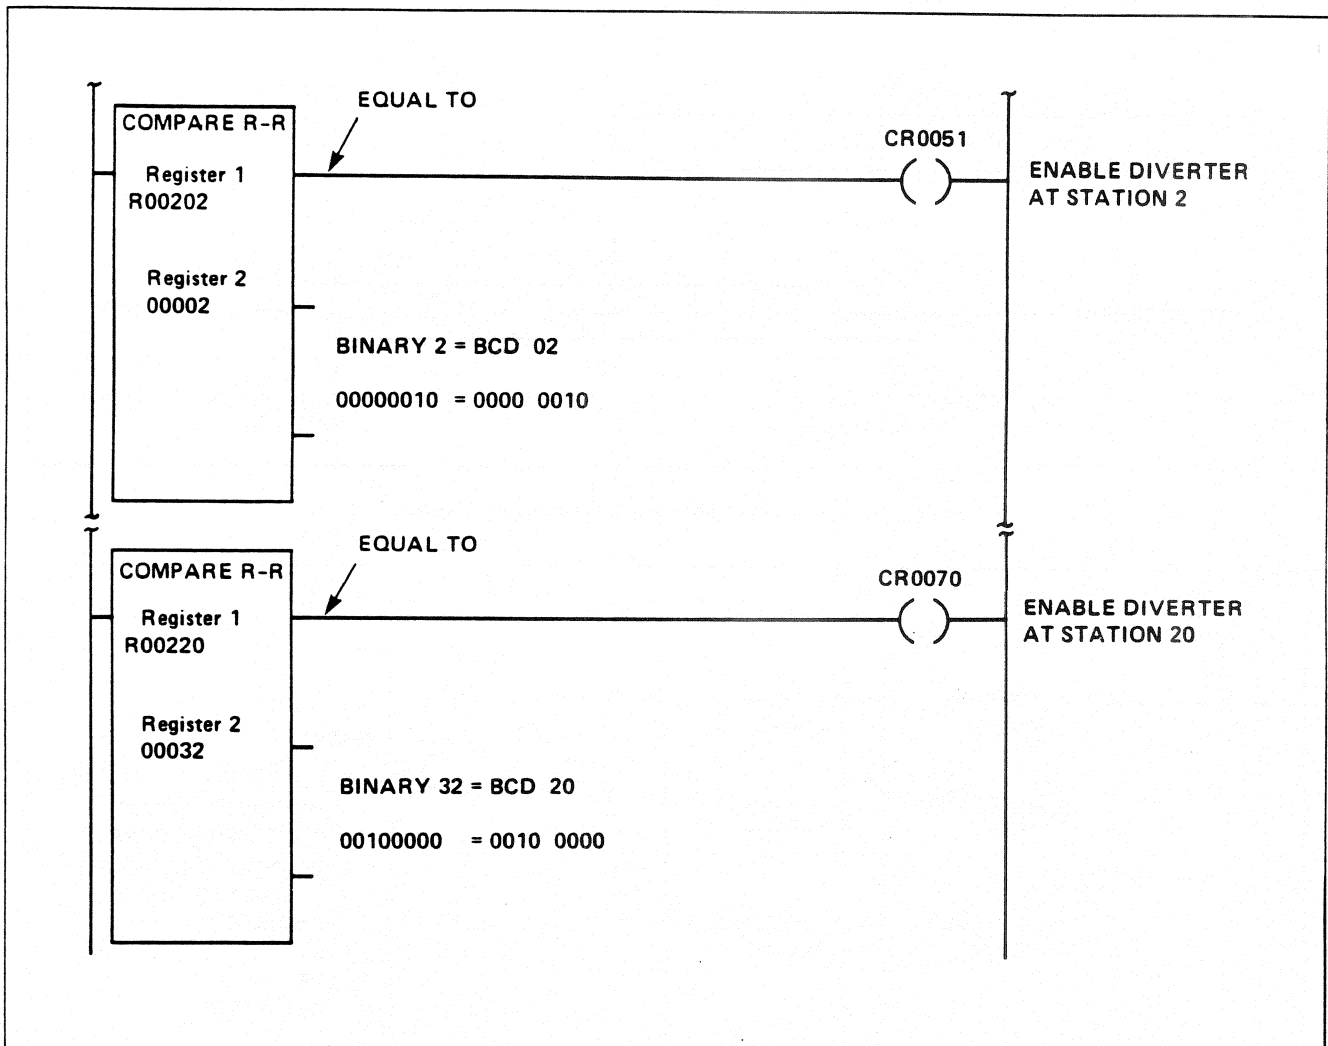 EQUAL TO
COMPARE R-R
CR0051
Register 1
R00202
ENABLE DIVERTER
AT STATION 2
Register 2
00002
BINARY 2 = BCD 02
00000010 = 0000 0010
EQUAL TO
COMPARE R-R
CR0070
Register 1
R00220
ENABLE DIVERTER
AT STATION 20
Register 2
00032
BINARY 32 = BCD 20
00100000 = 0010 0000